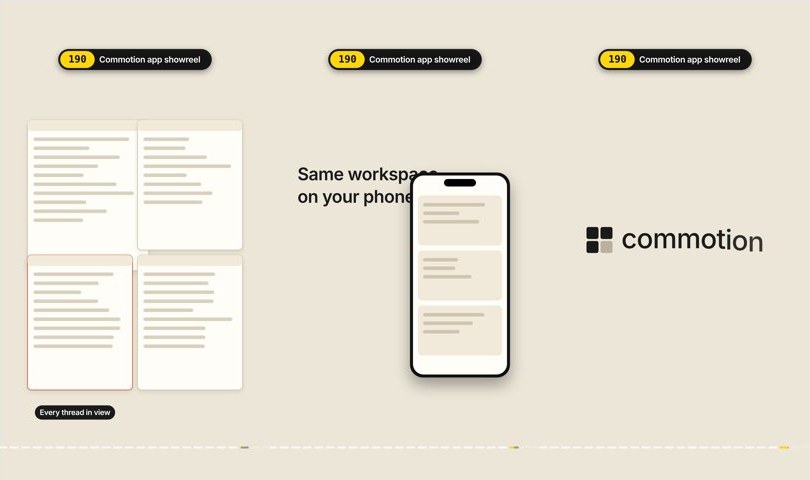 190 Commotion app showreel
Every thread in view
190 Commotion app showreel
Same workspace
on your phone
190 Commotion app showreel
commotion